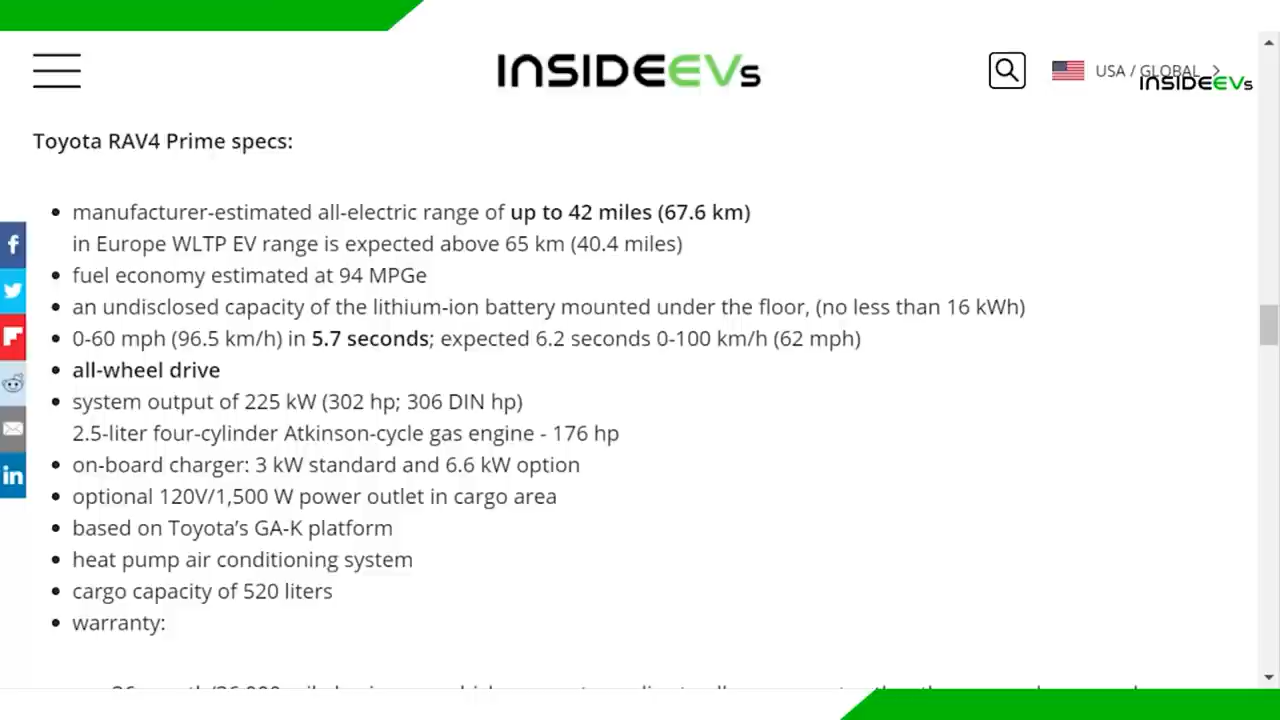 INSIDEEVs
USA / GLOBAL
INSIDEEVs
Toyota RAV4 Prime specs:
manufacturer-estimated all-electric range of up to 42 miles (67.6 km)
in Europe WLTP EV range is expected above 65 km (40.4 miles)
fuel economy estimated at 94 MPGe
an undisclosed capacity of the lithium-ion battery mounted under the floor, (no less than 16 kWh)
0-60 mph (96.5 km/h) in 5.7 seconds; expected 6.2 seconds 0-100 km/h (62 mph)
all-wheel drive
system output of 225 kW (302 hp; 306 DIN hp)
2.5-liter four-cylinder Atkinson-cycle gas engine - 176 hp
on-board charger: 3 kW standard and 6.6 kW option
optional 120V/1,500 W power outlet in cargo area
based on Toyota’s GA-K platform
heat pump air conditioning system
cargo capacity of 520 liters
warranty: